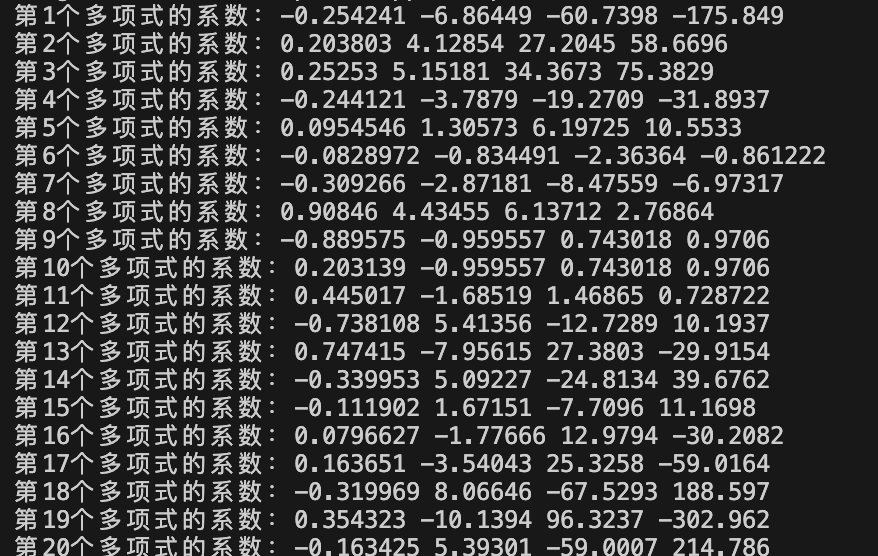 第1个多项式的系数: -0.254241 -6.86449 -60.7398 -175.849
第2个多项式的系数: 0.203803 4.12854 27.2045 58.6696
第3个多项式的系数: 0.25253 5.15181 34.3673 75.3829
第4个多项式的系数: -0.244121 -3.7879 -19.2709 -31.8937
第5个多项式的系数: 0.0954546 1.30573 6.19725 10.5533
第6个多项式的系数: -0.0828972 -0.834491 -2.36364 -0.861222
第7个多项式的系数: -0.309266 -2.87181 -8.47559 -6.97317
第8个多项式的系数: 0.90846 4.43455 6.13712 2.76864
第9个多项式的系数: -0.889575 -0.959557 0.743018 0.9706
第10个多项式的系数: 0.203139 -0.959557 0.743018 0.9706
第11个多项式的系数: 0.445017 -1.68519 1.46865 0.728722
第12个多项式的系数: -0.738108 5.41356 -12.7289 10.1937
第13个多项式的系数: 0.747415 -7.95615 27.3803 -29.9154
第14个多项式的系数: -0.339953 5.09227 -24.8134 39.6762
第15个多项式的系数: -0.111902 1.67151 -7.7096 11.1698
第16个多项式的系数: 0.0796627 -1.77666 12.9794 -30.2082
第17个多项式的系数: 0.163651 -3.54043 25.3258 -59.0164
第18个多项式的系数: -0.319969 8.06646 -67.5293 188.597
第19个多项式的系数: 0.354323 -10.1394 96.3237 -302.962
第20个多项式的系数: -0.163425 5.39301 -59.0007 214.786